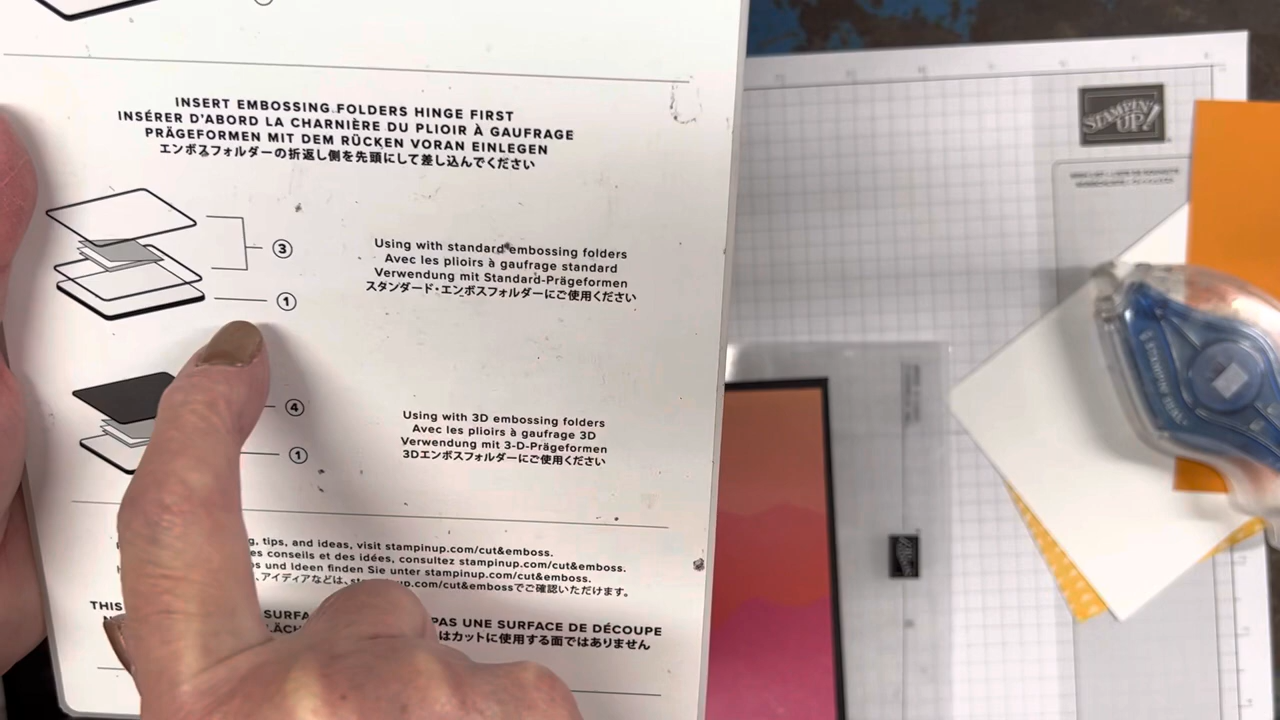 INSERT EMBOSSING FOLDERS HINGE FIRST
INSÉRER D'ABORD LA CHARNIÈRE DU PLIOIR À GAUFRAGE
PRÄGEFORMEN MIT DEM RÜCKEN VORAN EINLEGEN
エンボスフォルダーの折返し側を先頭にして差し込んでください
3
1
Using with standard embossing folders
Avec les plioirs à gaufrage standard
Verwendung mit Standard-Prägeformen
スタンダード・エンボスフォルダーにご使用ください
4
1
Using with 3D embossing folders
Avec les plioirs à gaufrage 3D
Verwendung mit 3-D-Prägeformen
3Dエンボスフォルダーにご使用ください
tips, and ideas, visit stampinup.com/cut&emboss.
conseils et des idées, consultez stampinup.com/cut&emboss.
und Ideen finden Sie unter stampinup.com/cut&emboss.
、アイディアなどは、 .com/cut&embossでご確認いただけます。
THIS PAS UNE SURFACE DE DÉCOUPE
はカットに使用する面ではありません
STAMPIN' UP!